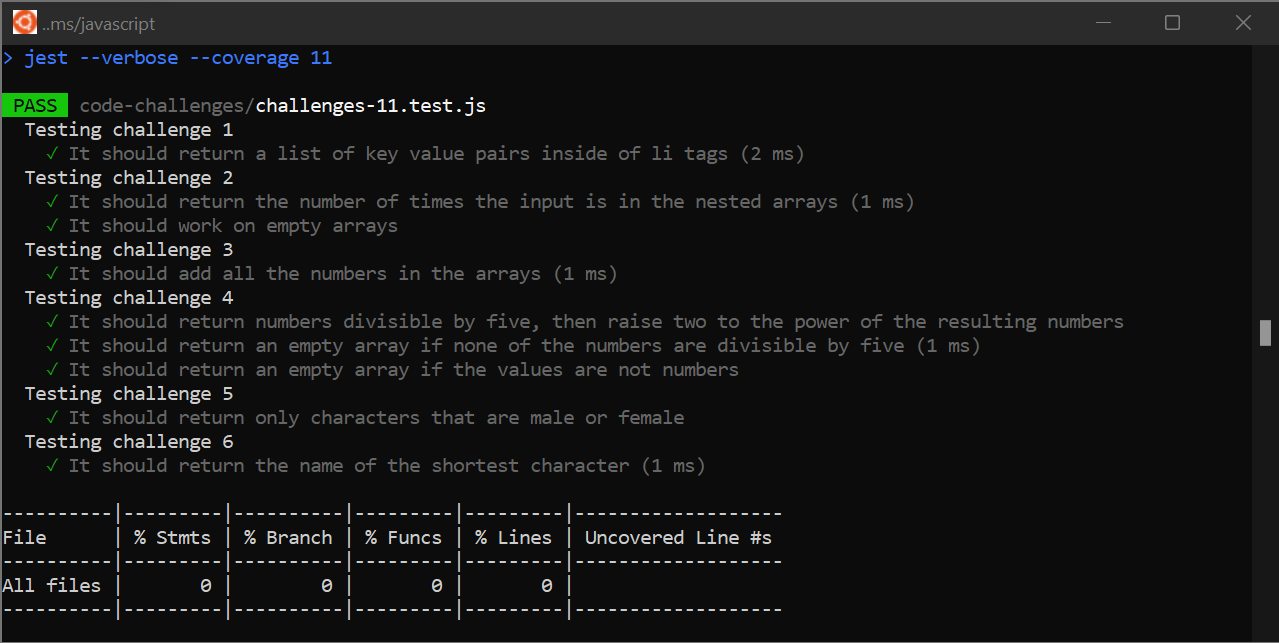 ..ms/javascript
> jest --verbose --coverage 11
PASS code-challenges/challenges-11.test.js
Testing challenge 1
✓ It should return a list of key value pairs inside of li tags (2 ms)
Testing challenge 2
✓ It should return the number of times the input is in the nested arrays (1 ms)
✓ It should work on empty arrays
Testing challenge 3
✓ It should add all the numbers in the arrays (1 ms)
Testing challenge 4
✓ It should return numbers divisible by five, then raise two to the power of the resulting numbers
✓ It should return an empty array if none of the numbers are divisible by five (1 ms)
✓ It should return an empty array if the values are not numbers
Testing challenge 5
✓ It should return only characters that are male or female
Testing challenge 6
✓ It should return the name of the shortest character (1 ms)
----------|---------|----------|---------|---------|-------------------
File      | % Stmts | % Branch | % Funcs | % Lines | Uncovered Line #s
----------|---------|----------|---------|---------|-------------------
All files |       0 |        0 |       0 |       0 |
----------|---------|----------|---------|---------|-------------------